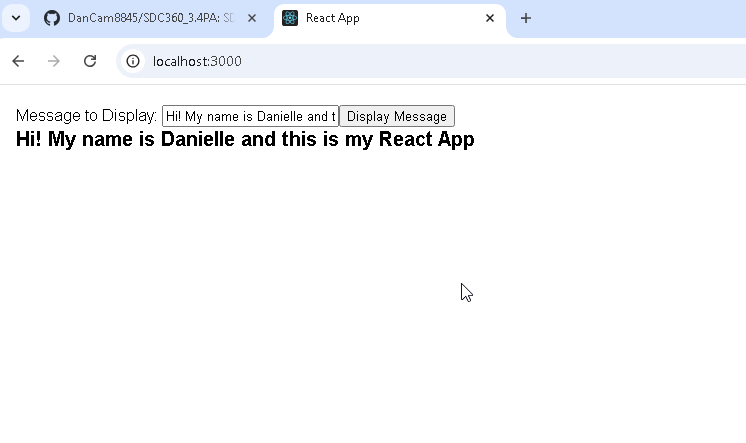 DanCam8845/SDC360_3.4PA: SD
React App
localhost:3000
Message to Display: Hi! My name is Danielle and t Display Message
Hi! My name is Danielle and this is my React App